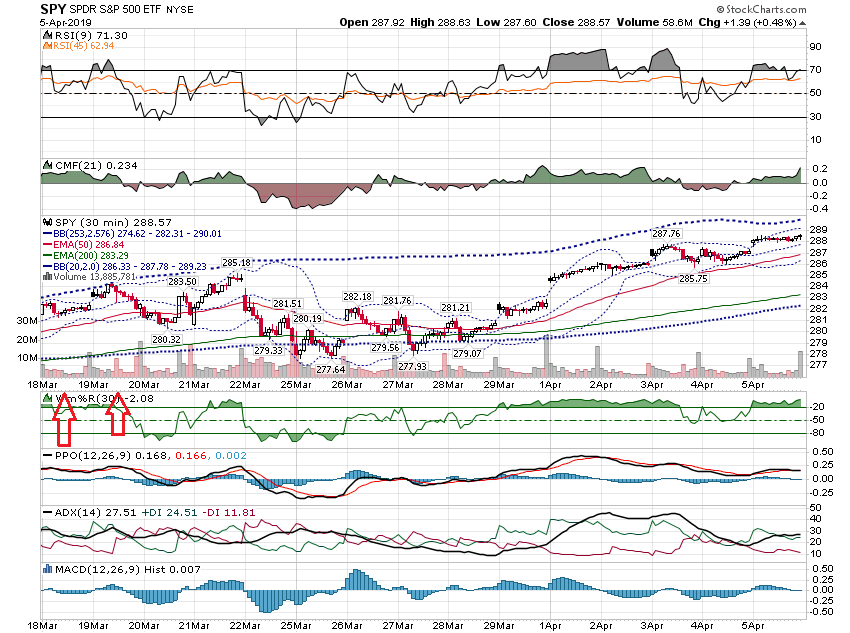 SPY SPDR S&P 500 ETF NYSE
© StockCharts.com
5-Apr-2019
Open 287.92 High 288.63 Low 287.60 Close 288.57 Volume 58.6M Chg +1.39 (+0.48%)
RSI(9) 71.30
RSI(45) 62.94
90
70
50
30
10
CMF(21) 0.234
0.2
0.0
-0.2
-0.4
SPY (30 min) 288.57
BB(253,2.576) 274.62 - 282.31 - 290.01
EMA(50) 286.84
EMA(200) 283.29
BB(20,2.0) 286.33 - 287.78 - 289.23
Volume 13,885,781
289
288
287
286
285
284
283
282
281
280
279
278
277
30M
20M
10M
280.32
283.50
285.18
279.33
281.51
280.19
277.64
282.18
279.56
281.76
277.93
281.21
279.07
287.76
285.75
18Mar 19Mar 20Mar 21Mar 22Mar 25Mar 26Mar 27Mar 28Mar 29Mar 1Apr 2Apr 3Apr 4Apr 5Apr
%R(30) -2.08
-20
-50
-80
PPO(12,26,9) 0.168, 0.166, 0.002
0.50
0.25
0.00
-0.25
ADX(14) 27.51 +DI 24.51 -DI 11.81
50
40
30
20
10
MACD(12,26,9) Hist 0.007
0.50
0.25
0.00
-0.25
-0.50
18Mar 19Mar 20Mar 21Mar 22Mar 25Mar 26Mar 27Mar 28Mar 29Mar 1Apr 2Apr 3Apr 4Apr 5Apr